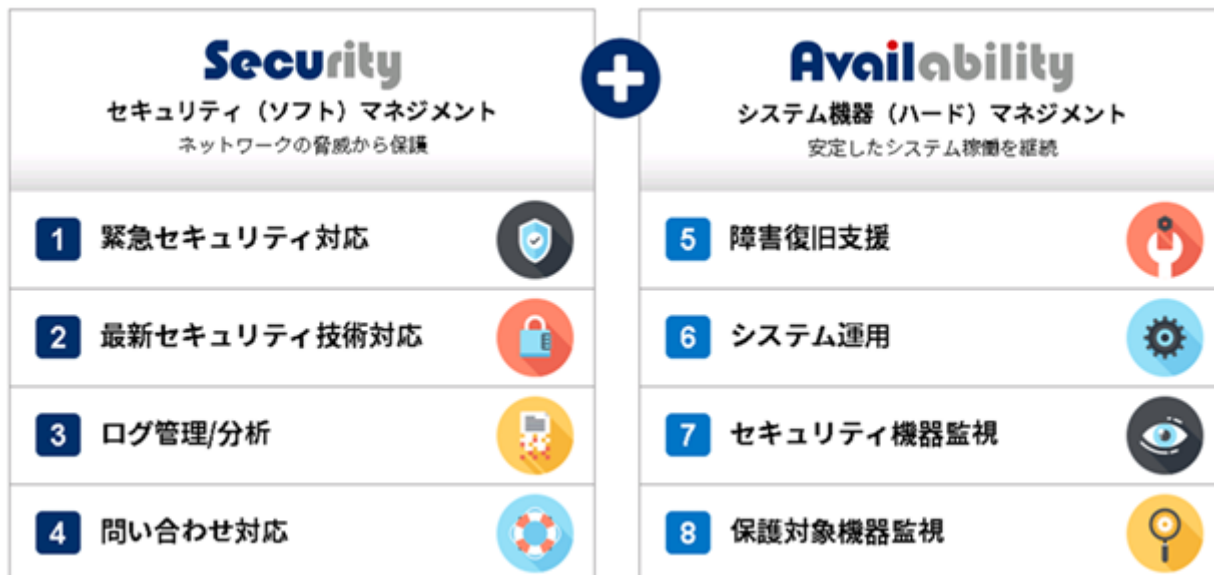 Security
セキュリティ（ソフト）マネジメント
ネットワークの脅威から保護
1 緊急セキュリティ対応
2 最新セキュリティ技術対応
3 ログ管理/分析
4 問い合わせ対応
Availability
システム機器（ハード）マネジメント
安定したシステム稼働を継続
5 障害復旧支援
6 システム運用
7 セキュリティ機器監視
8 保護対象機器監視